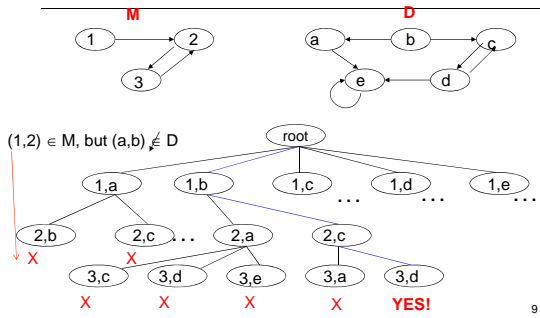 M D
1 2 a b c
3 e d
(1,2) ∈ M, but (a,b) ∉ D
root
1,a 1,b 1,c ... 1,d ... 1,e ...
2,b 2,c ... 2,a 2,c
X X
3,c 3,d 3,e 3,a 3,d
X X X X YES!
9